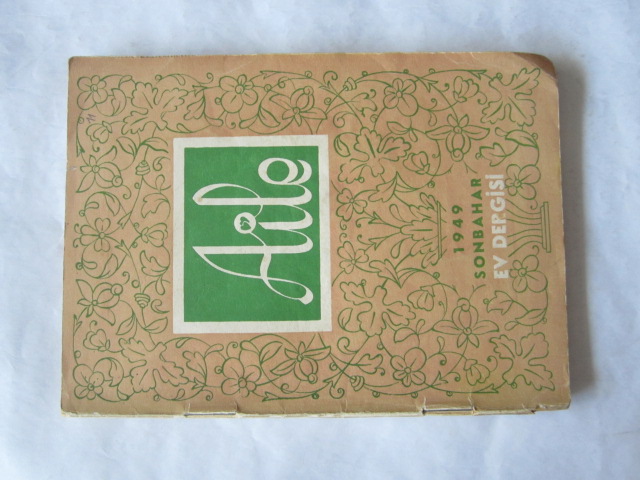 Aile
1949
SONBAHAR
EV DERGİSİ